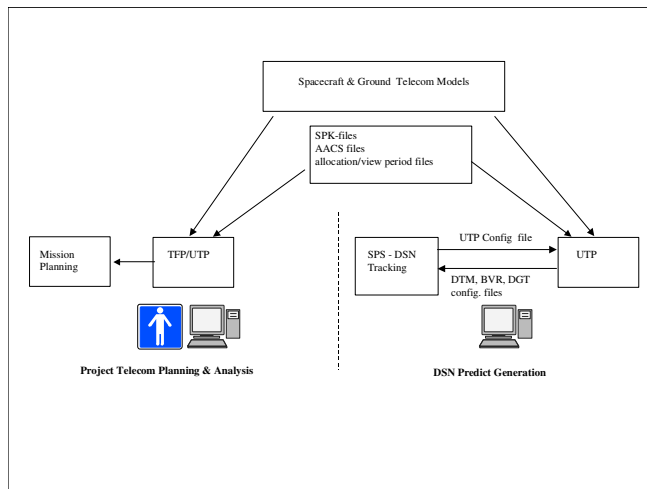 Spacecraft & Ground Telecom Models
SPK-files
AACS files
allocation/view period files
Mission
Planning
TFP/UTP
SPS - DSN
Tracking
UTP Config file
DTM, BVR, DGT
config. files
UTP
Project Telecom Planning & Analysis
DSN Predict Generation